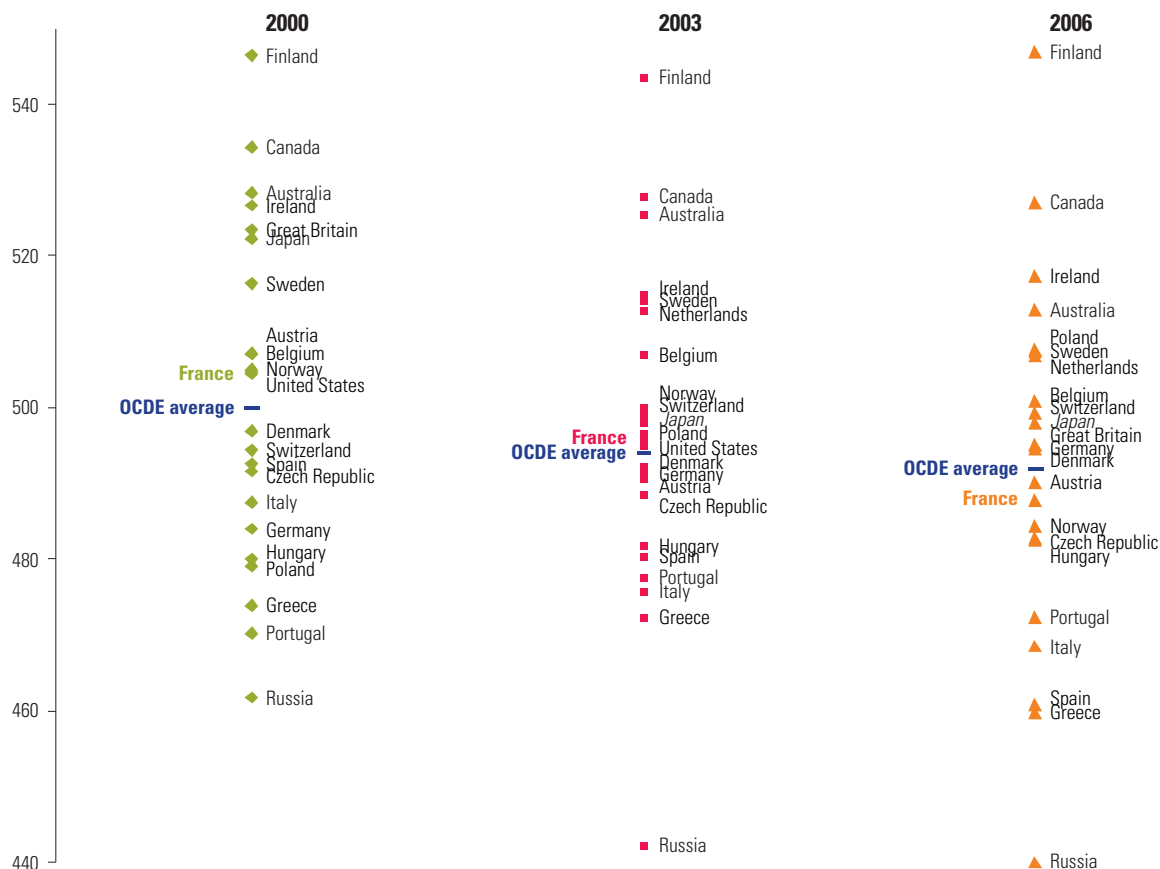 2000
2003
2006
540
520
500
480
460
440
Finland
Canada
Australia
Ireland
Great Britain
Japan
Sweden
Austria
Belgium
Norway
France
United States
OCDE average
Denmark
Switzerland
Spain
Czech Republic
Italy
Germany
Hungary
Poland
Greece
Portugal
Russia
Finland
Canada
Australia
Ireland
Sweden
Netherlands
Belgium
Norway
Switzerland
Japan
Poland
France
United States
OCDE average
Denmark
Germany
Austria
Czech Republic
Hungary
Spain
Portugal
Italy
Greece
Russia
Finland
Canada
Ireland
Australia
Poland
Sweden
Netherlands
Belgium
Switzerland
Japan
Great Britain
Germany
Denmark
OCDE average
Austria
France
Norway
Czech Republic
Hungary
Portugal
Italy
Spain
Greece
Russia